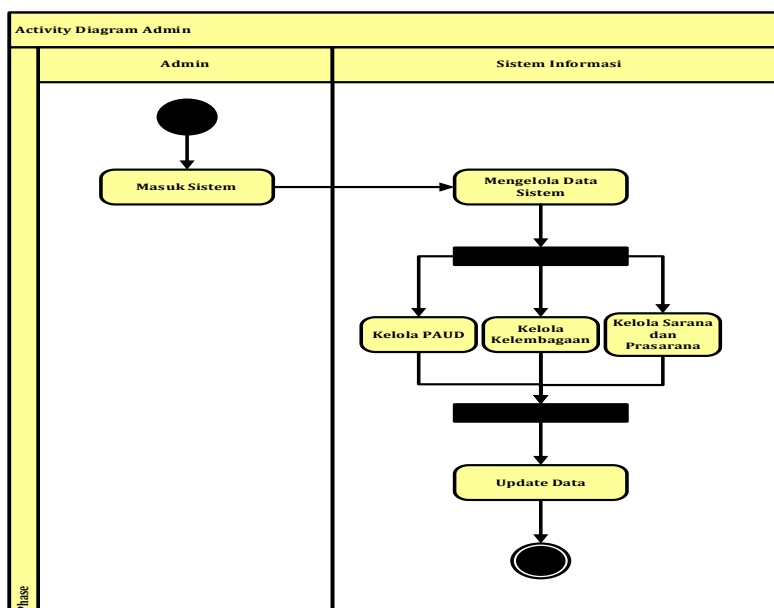 Activity Diagram Admin
Admin
Sistem Informasi
Masuk Sistem
Mengelola Data
Sistem
Kelola PAUD
Kelola
Kelembagaan
Kelola Sarana
dan
Prasarana
Update Data
Phase